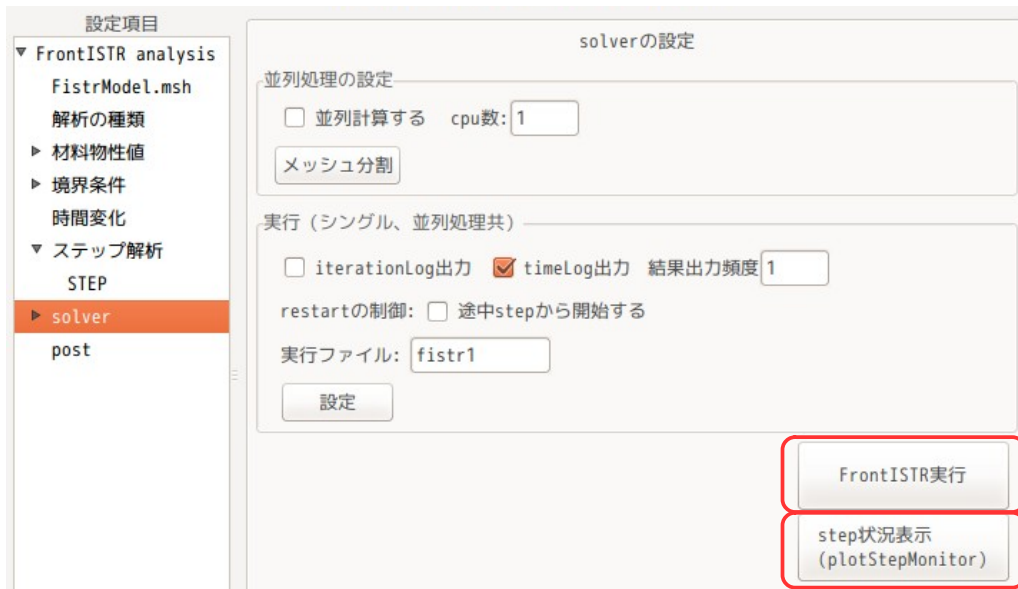 設定項目
FrontISTR analysis
FistrModel.msh
解析の種類
材料物性値
境界条件
時間変化
ステップ解析
STEP
solver
post
solverの設定
並列処理の設定
並列計算する cpu数: 1
メッシュ分割
実行(シングル、並列処理共)
iterationLog出力 timeLog出力 結果出力頻度 1
restartの制御: 途中stepから開始する
実行ファイル: fistr1
設定
FrontISTR実行
step状況表示
(plotStepMonitor)